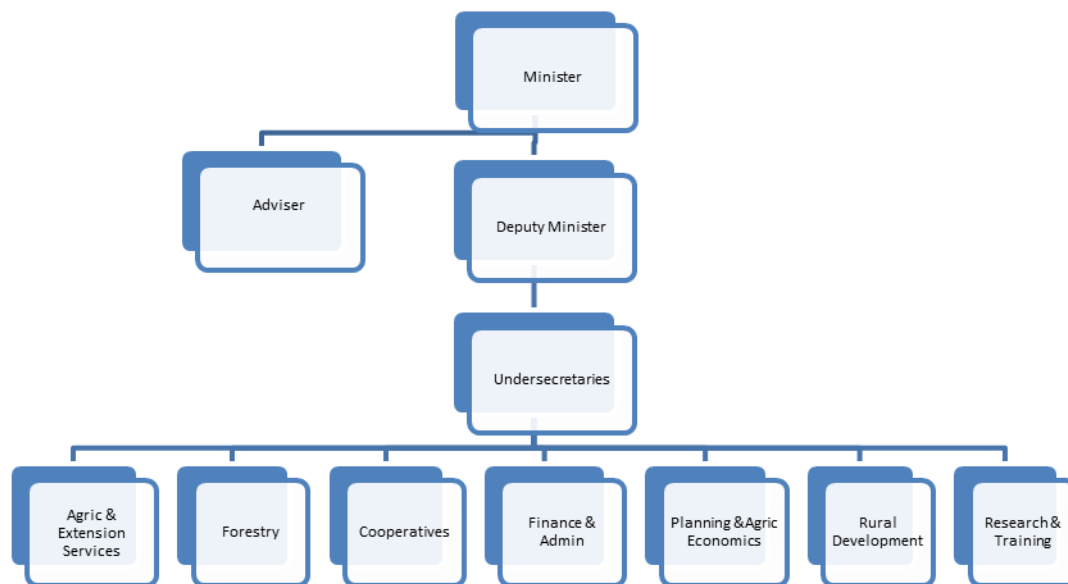 Minister
Adviser
Deputy Minister
Undersecretaries
Agric &
Extension
Services
Forestry
Cooperatives
Finance &
Admin
Planning &Agric
Economics
Rural
Development
Research &
Training